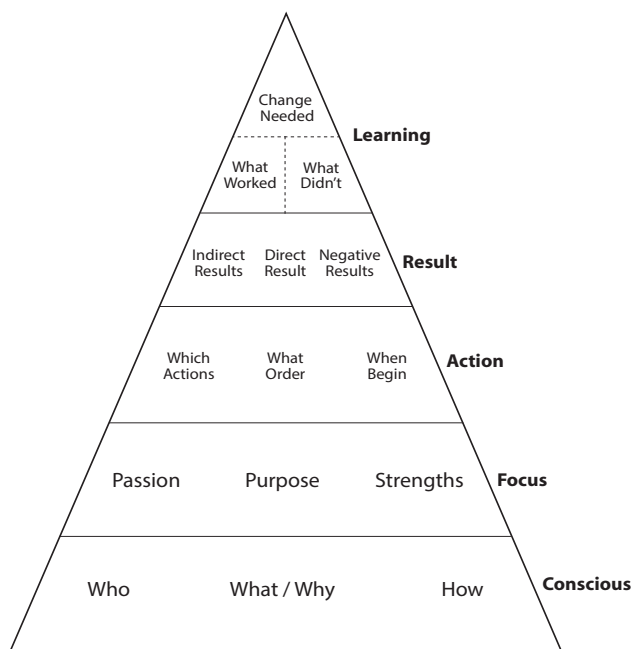 Change
Needed
Learning
What
Worked
What
Didn't
Indirect
Results
Direct
Result
Negative
Results
Result
Which
Actions
What
Order
When
Begin
Action
Passion
Purpose
Strengths
Focus
Who
What / Why
How
Conscious